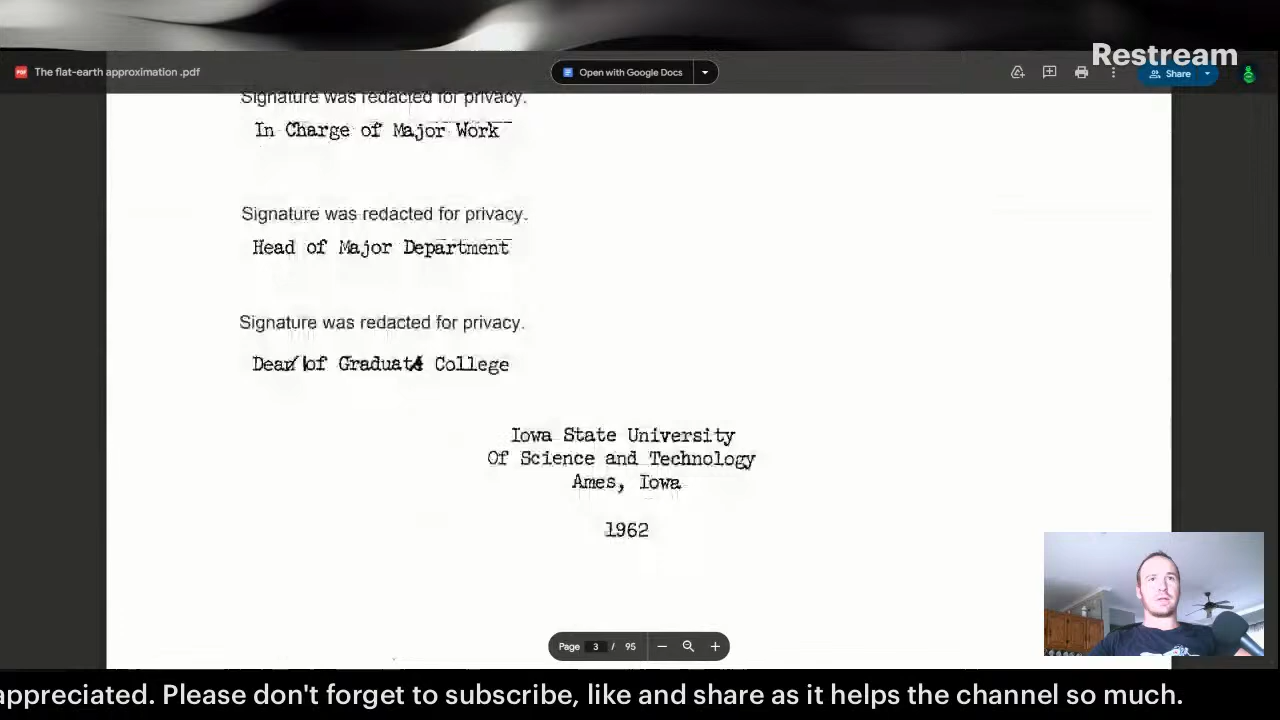 Restream
The flat-earth approximation .pdf
Open with Google Docs
Share
Signature was redacted for privacy.
In Charge of Major Work
Signature was redacted for privacy.
Head of Major Department
Signature was redacted for privacy.
Dean of Graduate College
Iowa State University
Of Science and Technology
Ames, Iowa
1962
Page 3 / 95
appreciated. Please don't forget to subscribe, like and share as it helps the channel so much.